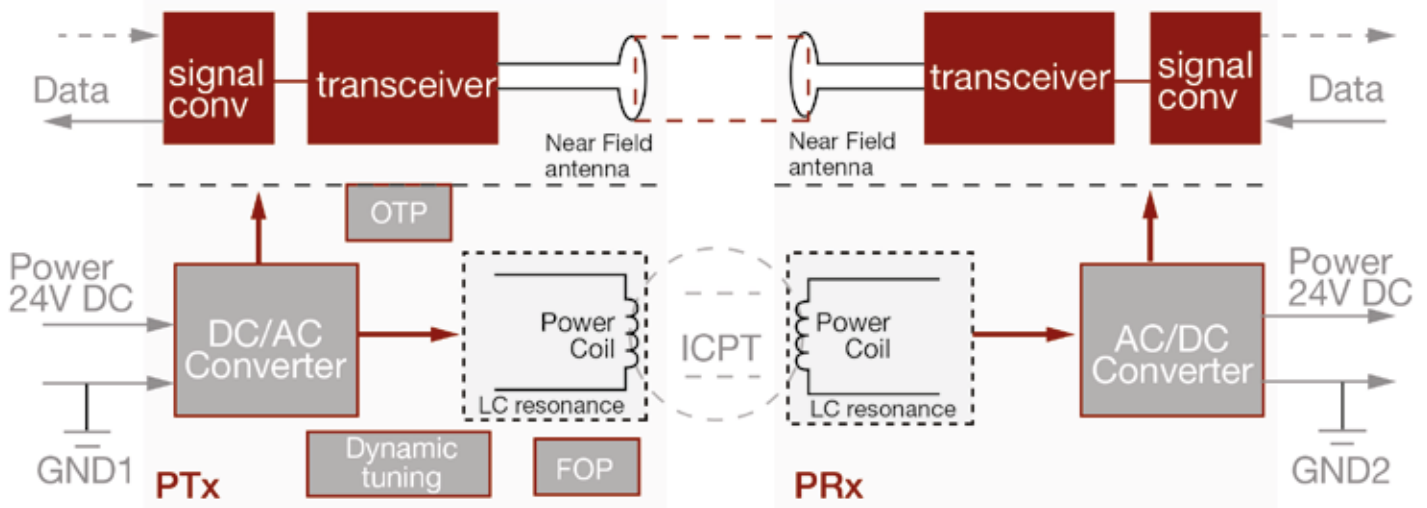 signal
conv
transceiver
Data
Near Field
antenna
Near Field
antenna
transceiver
signal
conv
Data
OTP
Power
24V DC
DC/AC
Converter
Power
Coil
LC resonance
ICPT
Power
Coil
LC resonance
AC/DC
Converter
Power
24V DC
GND1
PTx
Dynamic
tuning
FOP
PRx
GND2